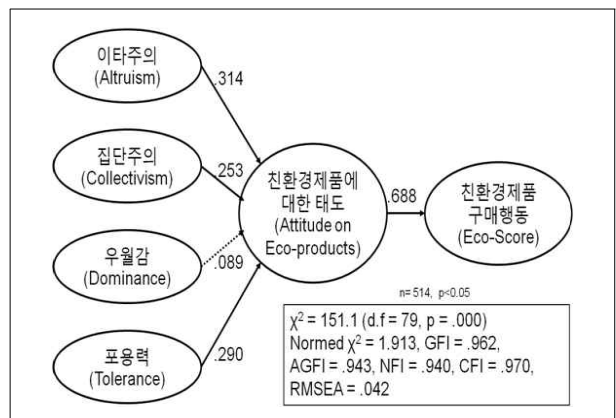 이타주의
(Altruism)
.314
집단주의
(Collectivism)
.253
우월감
(Dominance)
.089
포용력
(Tolerance)
.290
친환경제품에
대한 태도
(Attitude on
Eco-products)
.688
친환경제품
구매행동
(Eco-Score)
n= 514, p<0.05
χ² = 151.1 (d.f = 79, p = .000)
Normed χ² = 1.913, GFI = .962,
AGFI = .943, NFI = .940, CFI = .970,
RMSEA = .042